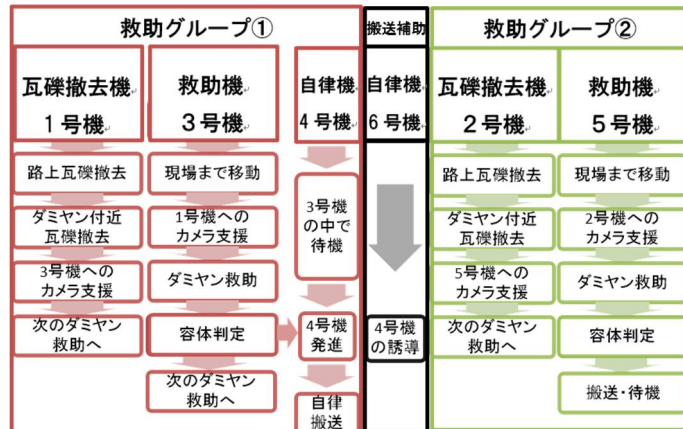 救助グループ①
瓦礫撤去機
1号機
路上瓦礫撤去
ダミヤン付近
瓦礫撤去
3号機への
カメラ支援
次のダミヤン
救助へ
救助機
3号機
現場まで移動
1号機への
カメラ支援
ダミヤン救助
容体判定
次のダミヤン
救助へ
自律機
4号機
3号機
の中で
待機
4号機
発進
自律
搬送
搬送補助
自律機
6号機
4号機
の誘導
救助グループ②
瓦礫撤去機
2号機
路上瓦礫撤去
ダミヤン付近
瓦礫撤去
5号機への
カメラ支援
次のダミヤン
救助へ
救助機
5号機
現場まで移動
2号機への
カメラ支援
ダミヤン救助
容体判定
搬送・待機